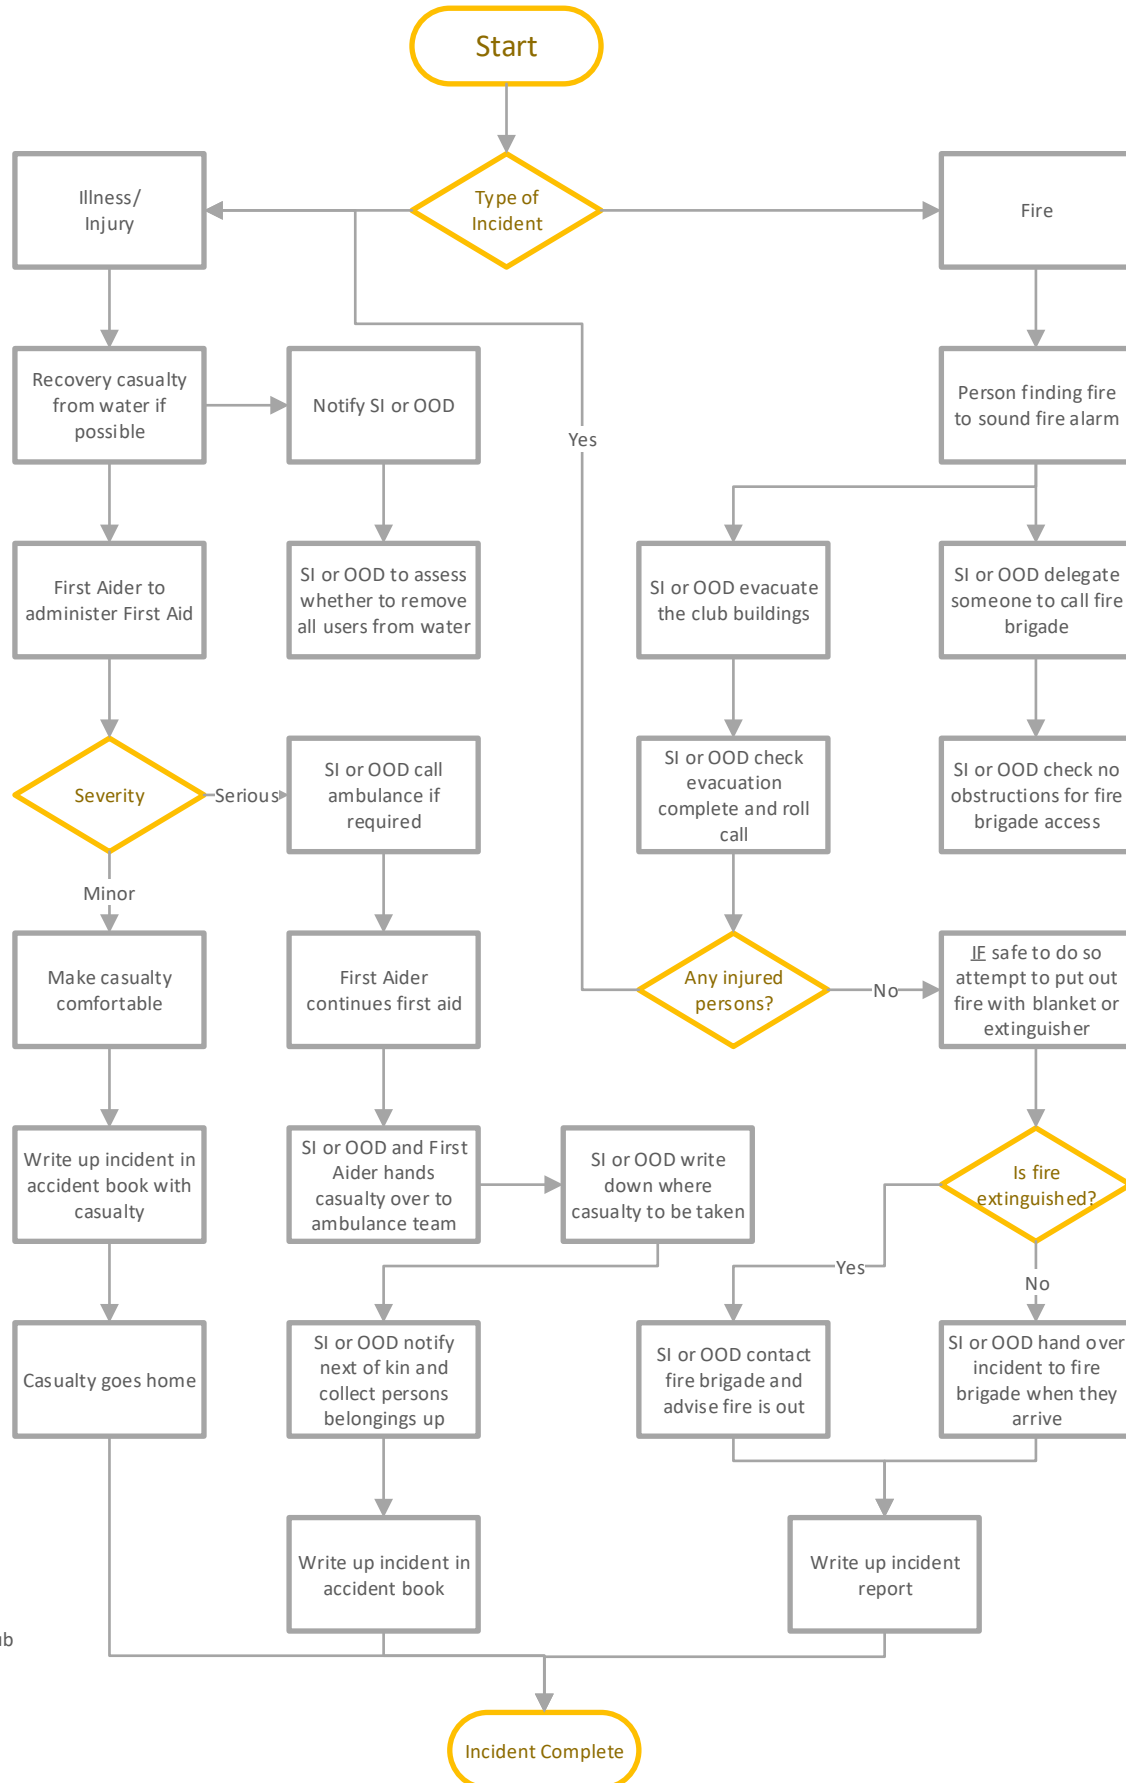 Start
Type of
Incident
Illness/
Injury
Fire
Recovery casualty
from water if
possible
Notify SI or OOD
Person finding fire
to sound fire alarm
Yes
First Aider to
administer First Aid
SI or OOD to assess
whether to remove
all users from water
SI or OOD evacuate
the club buildings
SI or OOD delegate
someone to call fire
brigade
Severity
Serious
SI or OOD call
ambulance if
required
SI or OOD check
evacuation
complete and roll
call
SI or OOD check no
obstructions for fire
brigade access
Minor
Make casualty
comfortable
First Aider
continues first aid
Any injured
persons?
No
IF safe to do so
attempt to put out
fire with blanket or
extinguisher
Write up incident in
accident book with
casualty
SI or OOD and First
Aider hands
casualty over to
ambulance team
SI or OOD write
down where
casualty to be taken
Is fire
extinguished?
Yes
No
Casualty goes home
SI or OOD notify
next of kin and
collect persons
belongings up
SI or OOD contact
fire brigade and
advise fire is out
SI or OOD hand over
incident to fire
brigade when they
arrive
Write up incident in
accident book
Write up incident
report
ub
Incident Complete